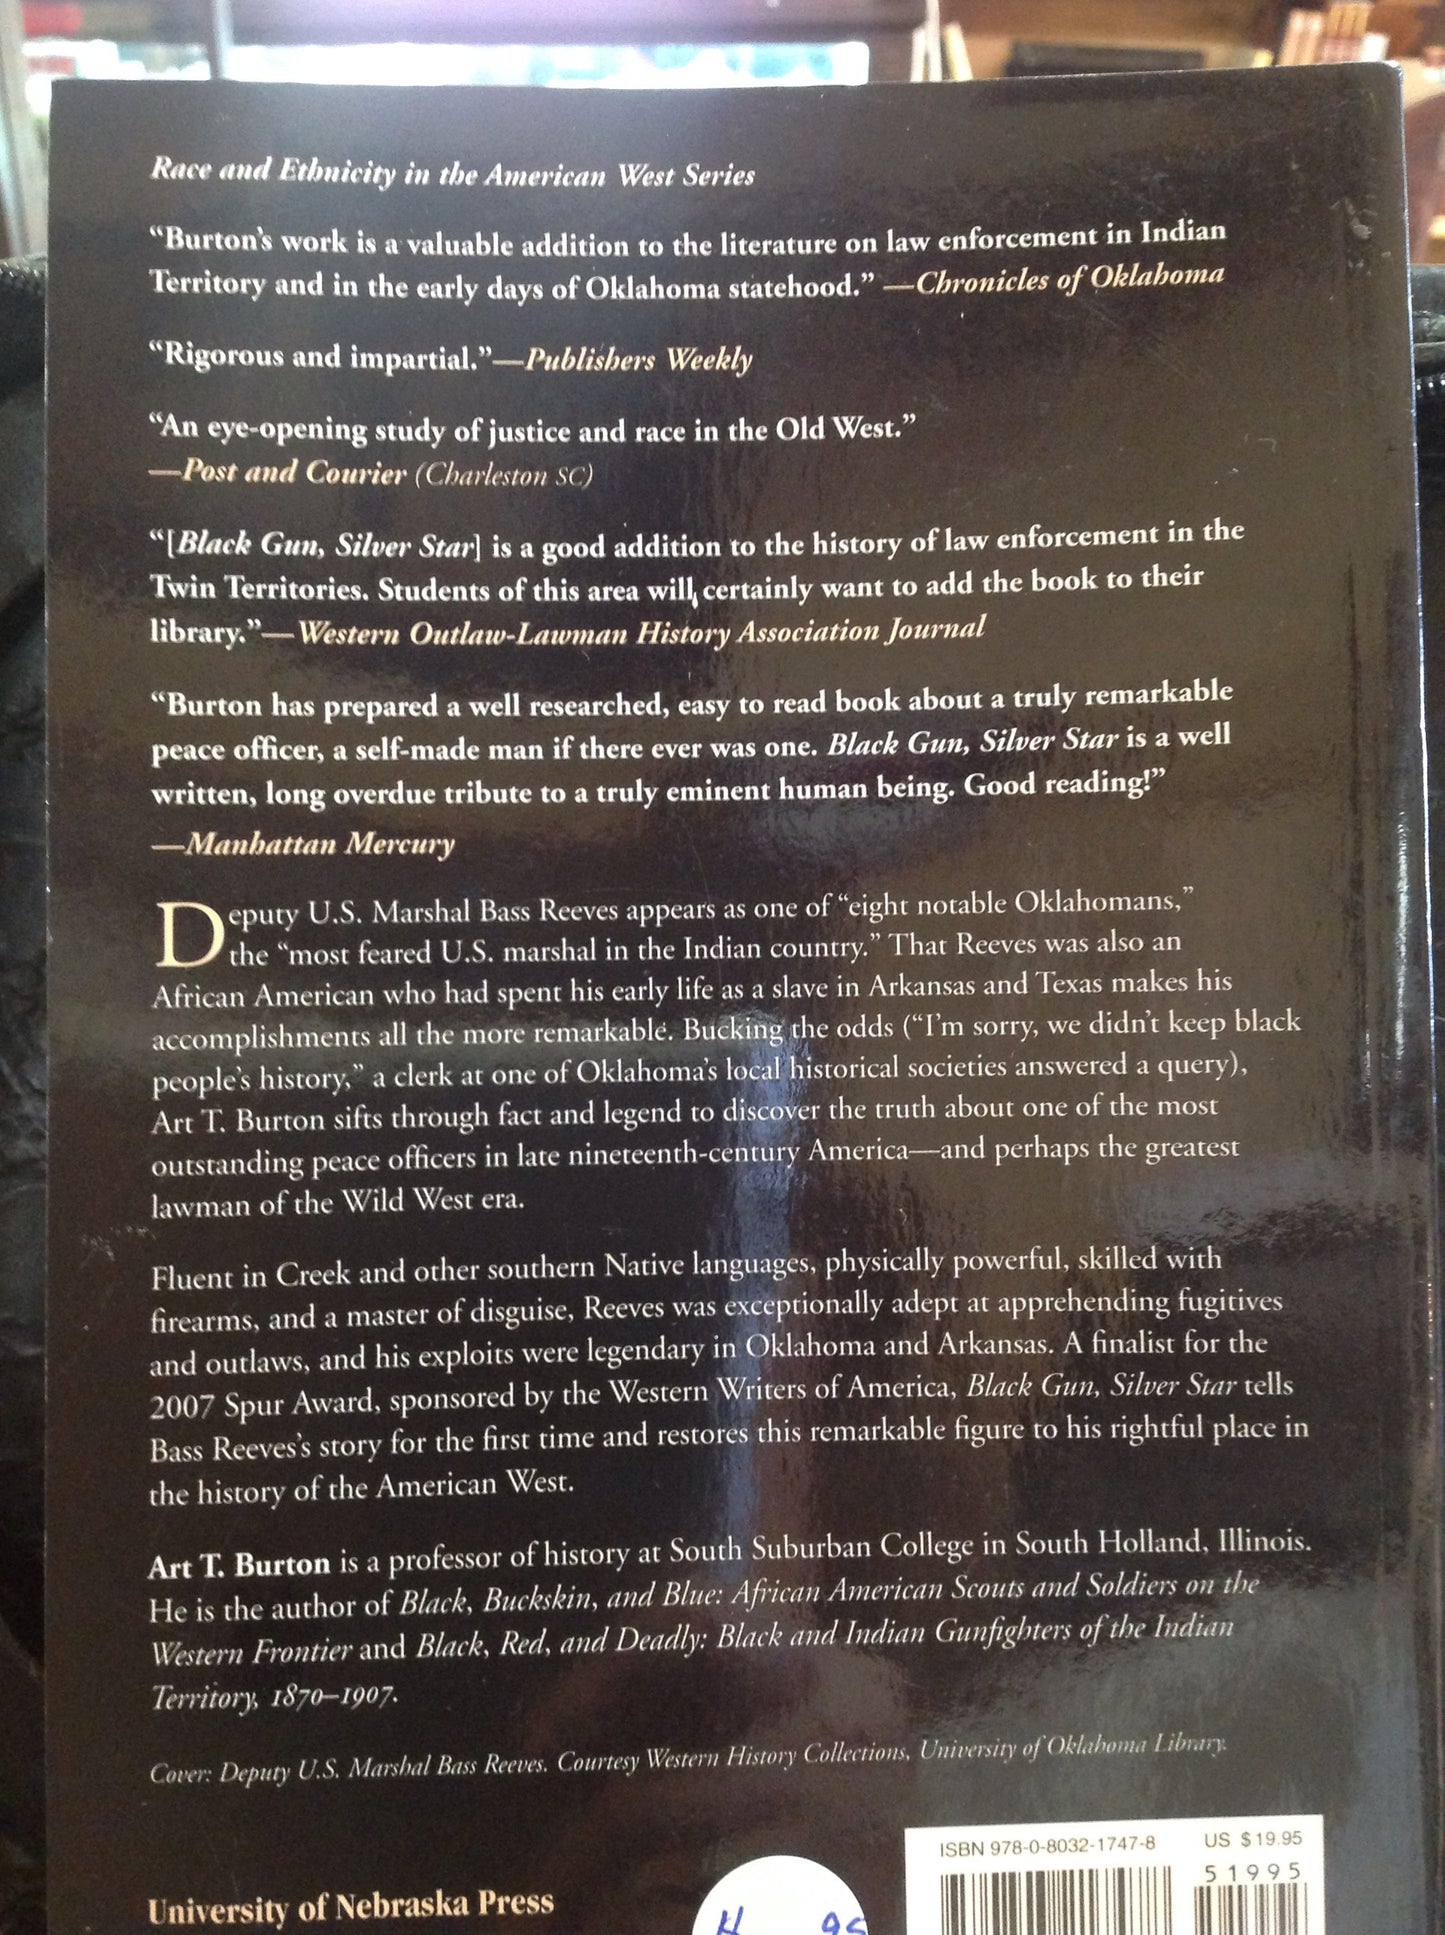 Race and Ethnicity in the American West Series
“Burton’s work is a valuable addition to the literature on law enforcement in Indian
Territory and in the early days of Oklahoma statehood.” —Chronicles of Oklahoma
“Rigorous and impartial.”—Publishers Weekly
“An eye-opening study of justice and race in the Old West.”
—Post and Courier (Charleston SC)
“[Black Gun, Silver Star] is a good addition to the history of law enforcement in the
Twin Territories. Students of this area will certainly want to add the book to their
library.”—Western Outlaw-Lawman History Association Journal
“Burton has prepared a well researched, easy to read book about a truly remarkable
peace officer, a self-made man if there ever was one. Black Gun, Silver Star is a well
written, long overdue tribute to a truly eminent human being. Good reading!”
—Manhattan Mercury
Deputy U.S. Marshal Bass Reeves appears as one of “eight notable Oklahomans,”
the “most feared U.S. marshal in the Indian country.” That Reeves was also an
African American who had spent his early life as a slave in Arkansas and Texas makes his
accomplishments all the more remarkable. Bucking the odds (“I’m sorry, we didn’t keep black
people’s history,” a clerk at one of Oklahoma’s local historical societies answered a query),
Art T. Burton sifts through fact and legend to discover the truth about one of the most
outstanding peace officers in late nineteenth-century America—and perhaps the greatest
lawman of the Wild West era.
Fluent in Creek and other southern Native languages, physically powerful, skilled with
firearms, and a master of disguise, Reeves was exceptionally adept at apprehending fugitives
and outlaws, and his exploits were legendary in Oklahoma and Arkansas. A finalist for the
2007 Spur Award, sponsored by the Western Writers of America, Black Gun, Silver Star tells
Bass Reeves’s story for the first time and restores this remarkable figure to his rightful place in
the history of the American West.
Art T. Burton is a professor of history at South Suburban College in South Holland, Illinois.
He is the author of Black, Buckskin, and Blue: African American Scouts and Soldiers on the
Western Frontier and Black, Red, and Deadly: Black and Indian Gunfighters of the Indian
Territory, 1870–1907.
Cover: Deputy U.S. Marshal Bass Reeves. Courtesy Western History Collections, University of Oklahoma Library.
ISBN 978-0-8032-1747-8 US $19.95
51995
University of Nebraska Press